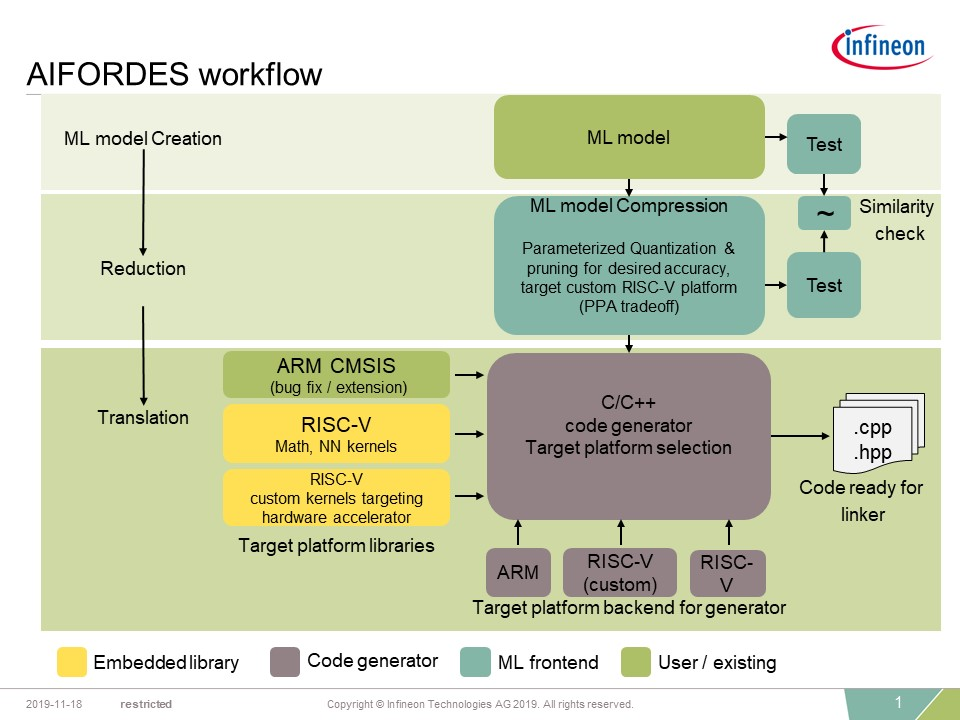 infineon
AIFORDES workflow
ML model Creation
ML model
Test
ML model Compression
~
Similarity
check
Parameterized Quantization &
pruning for desired accuracy,
target custom RISC-V platform
(PPA tradeoff)
Reduction
Test
ARM CMSIS
(bug fix / extension)
RISC-V
Math, NN kernels
RISC-V
custom kernels targeting
hardware accelerator
Target platform libraries
Translation
C/C++
code generator
Target platform selection
.cpp
.hpp
Code ready for
linker
ARM
RISC-V
(custom)
RISC-
V
Target platform backend for generator
Embedded library
Code generator
ML frontend
User / existing
2019-11-18
restricted
Copyright © Infineon Technologies AG 2019. All rights reserved.
1